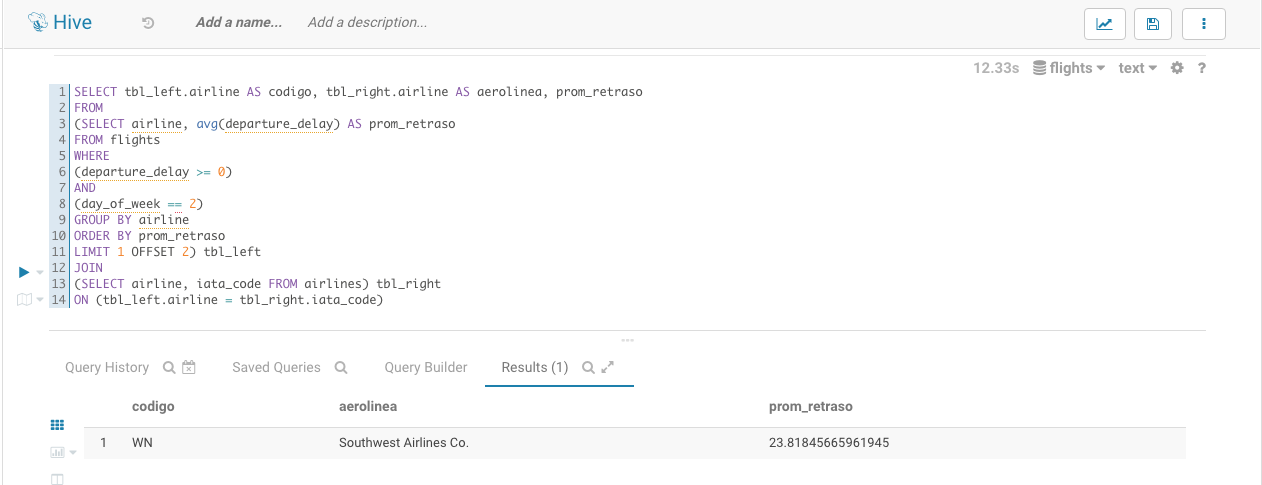 Hive Add a name... Add a description...
12.33s flights text ?
1 SELECT tbl_left.airline AS codigo, tbl_right.airline AS aerolinea, prom_retraso
2 FROM
3 (SELECT airline, avg(departure_delay) AS prom_retraso
4 FROM flights
5 WHERE
6 (departure_delay >= 0)
7 AND
8 (day_of_week == 2)
9 GROUP BY airline
10 ORDER BY prom_retraso
11 LIMIT 1 OFFSET 2) tbl_left
12 JOIN
13 (SELECT airline, iata_code FROM airlines) tbl_right
14 ON (tbl_left.airline = tbl_right.iata_code)
Query History Saved Queries Query Builder Results (1)
codigo aerolinea prom_retraso
1 WN Southwest Airlines Co. 23.81845665961945